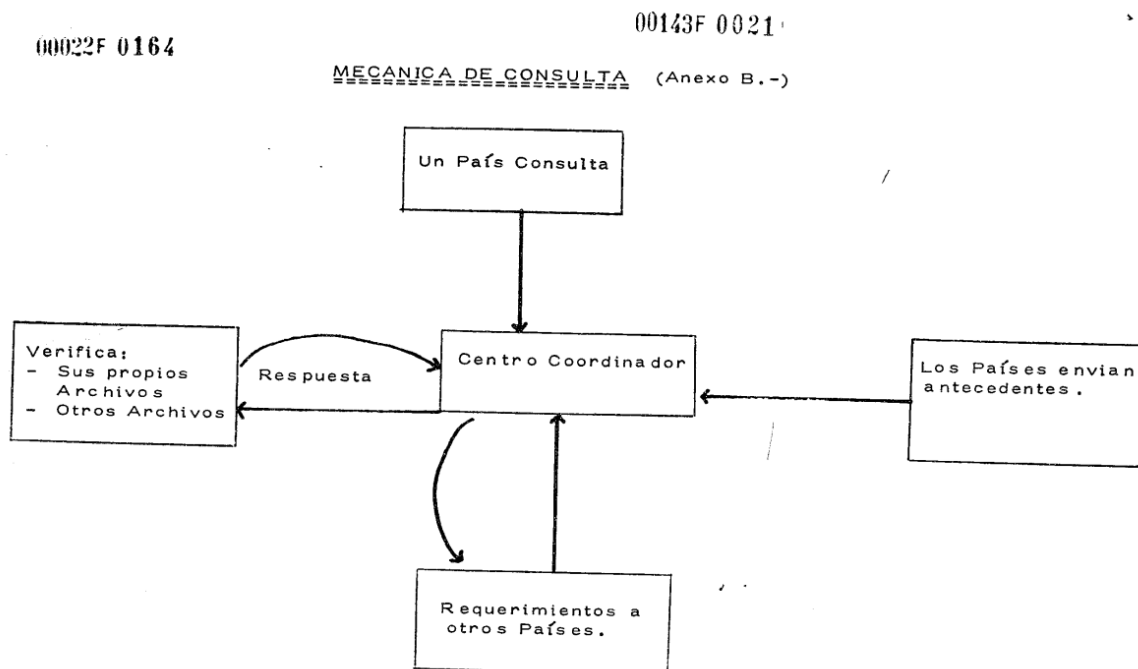 00143F 0021
00022F 0164
MECANICA DE CONSULTA (Anexo B.-)
Un País Consulta
Verifica:
- Sus propios
Archivos
- Otros Archivos
Respuesta
Centro Coordinador
Los Países envian
antecedentes.
Requerimientos a
otros Países.